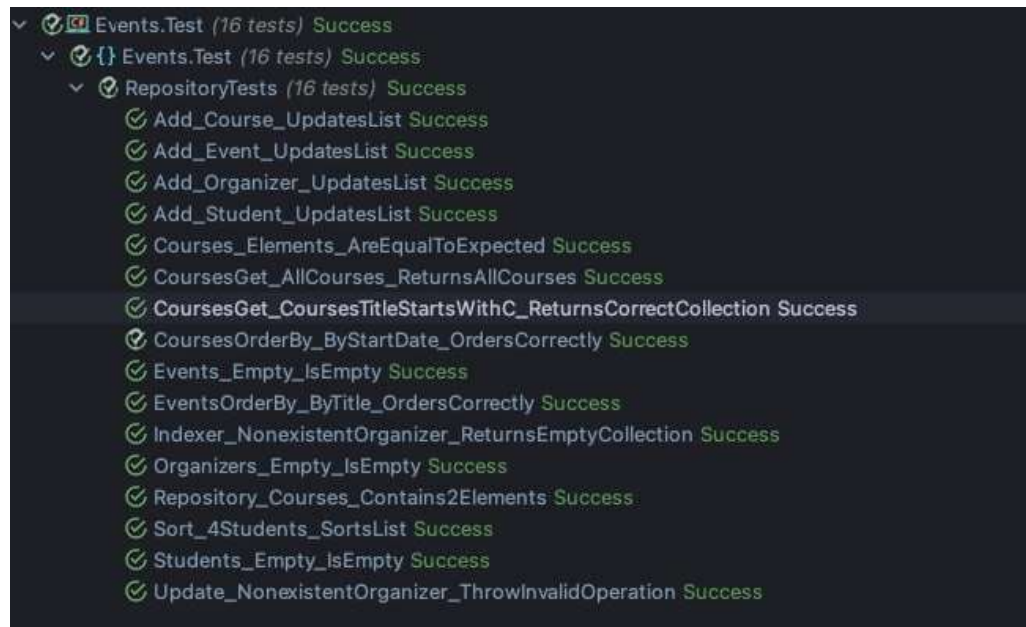 Events.Test (16 tests) Success
{} Events.Test (16 tests) Success
RepositoryTests (16 tests) Success
Add_Course_UpdatesList Success
Add_Event_UpdatesList Success
Add_Organizer_UpdatesList Success
Add_Student_UpdatesList Success
Courses_Elements_AreEqualToExpected Success
CoursesGet_AllCourses_ReturnsAllCourses Success
CoursesGet_CoursesTitleStartsWithC_ReturnsCorrectCollection Success
CoursesOrderBy_ByStartDate_OrdersCorrectly Success
Events_Empty_IsEmpty Success
EventsOrderBy_ByTitle_OrdersCorrectly Success
Indexer_NonexistentOrganizer_ReturnsEmptyCollection Success
Organizers_Empty_IsEmpty Success
Repository_Courses_Contains2Elements Success
Sort_4Students_SortsList Success
Students_Empty_IsEmpty Success
Update_NonexistentOrganizer_ThrowInvalidOperation Success